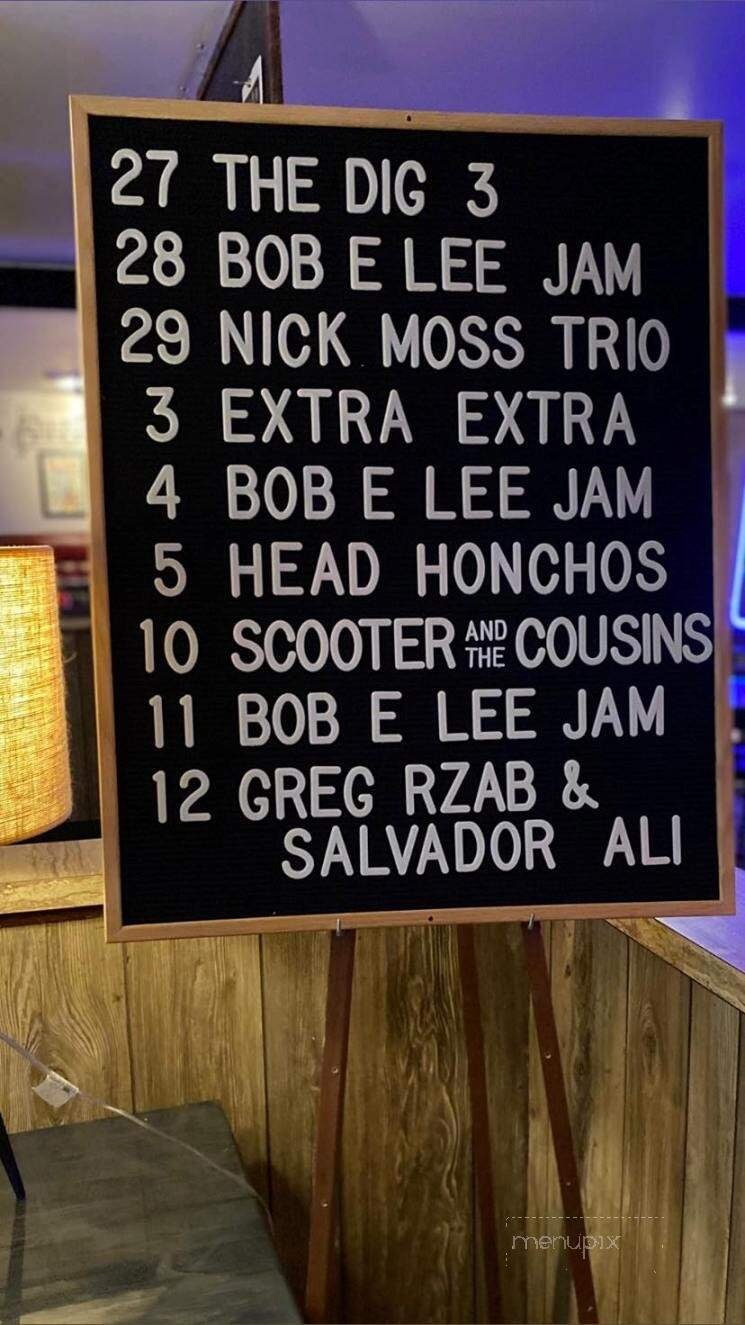 27 THE DIG 3
28 BOB E LEE JAM
29 NICK MOSS TRIO
3 EXTRA EXTRA
4 BOB E LEE JAM
5 HEAD HONCHOS
10 SCOOTER AND THE COUSINS
11 BOB E LEE JAM
12 GREG RZAB &
SALVADOR ALI
menupix